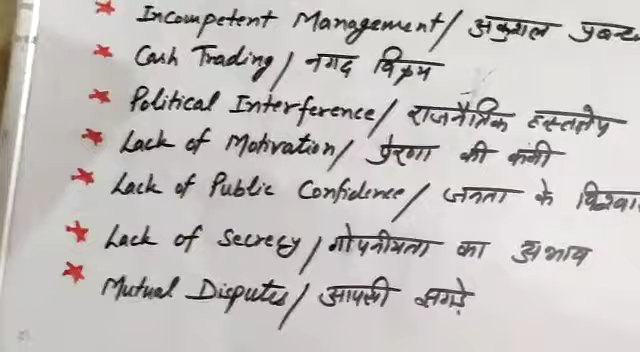 Incompetent Management / अकुशल
Cash Trading / नगद विक्रय
Political Interference / राजनैतिक हस्तक्षेप
Lack of Motivation / प्रेरणा की कमी
Lack of Public Confidence / जनता के
Lack of Secrecy / गोपनीयता का अभाव
Mutual Disputes / आपसी झगड़े